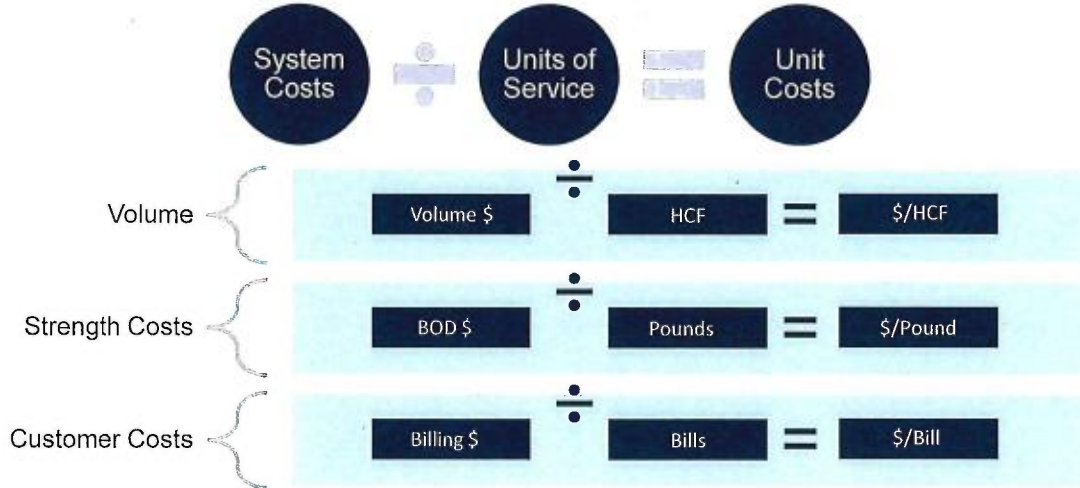 System
Costs
÷
Units of
Service
=
Unit
Costs
Volume
Volume $
÷
HCF
=
$/HCF
Strength Costs
BOD $
÷
Pounds
=
$/Pound
Customer Costs
Billing $
÷
Bills
=
$/Bill